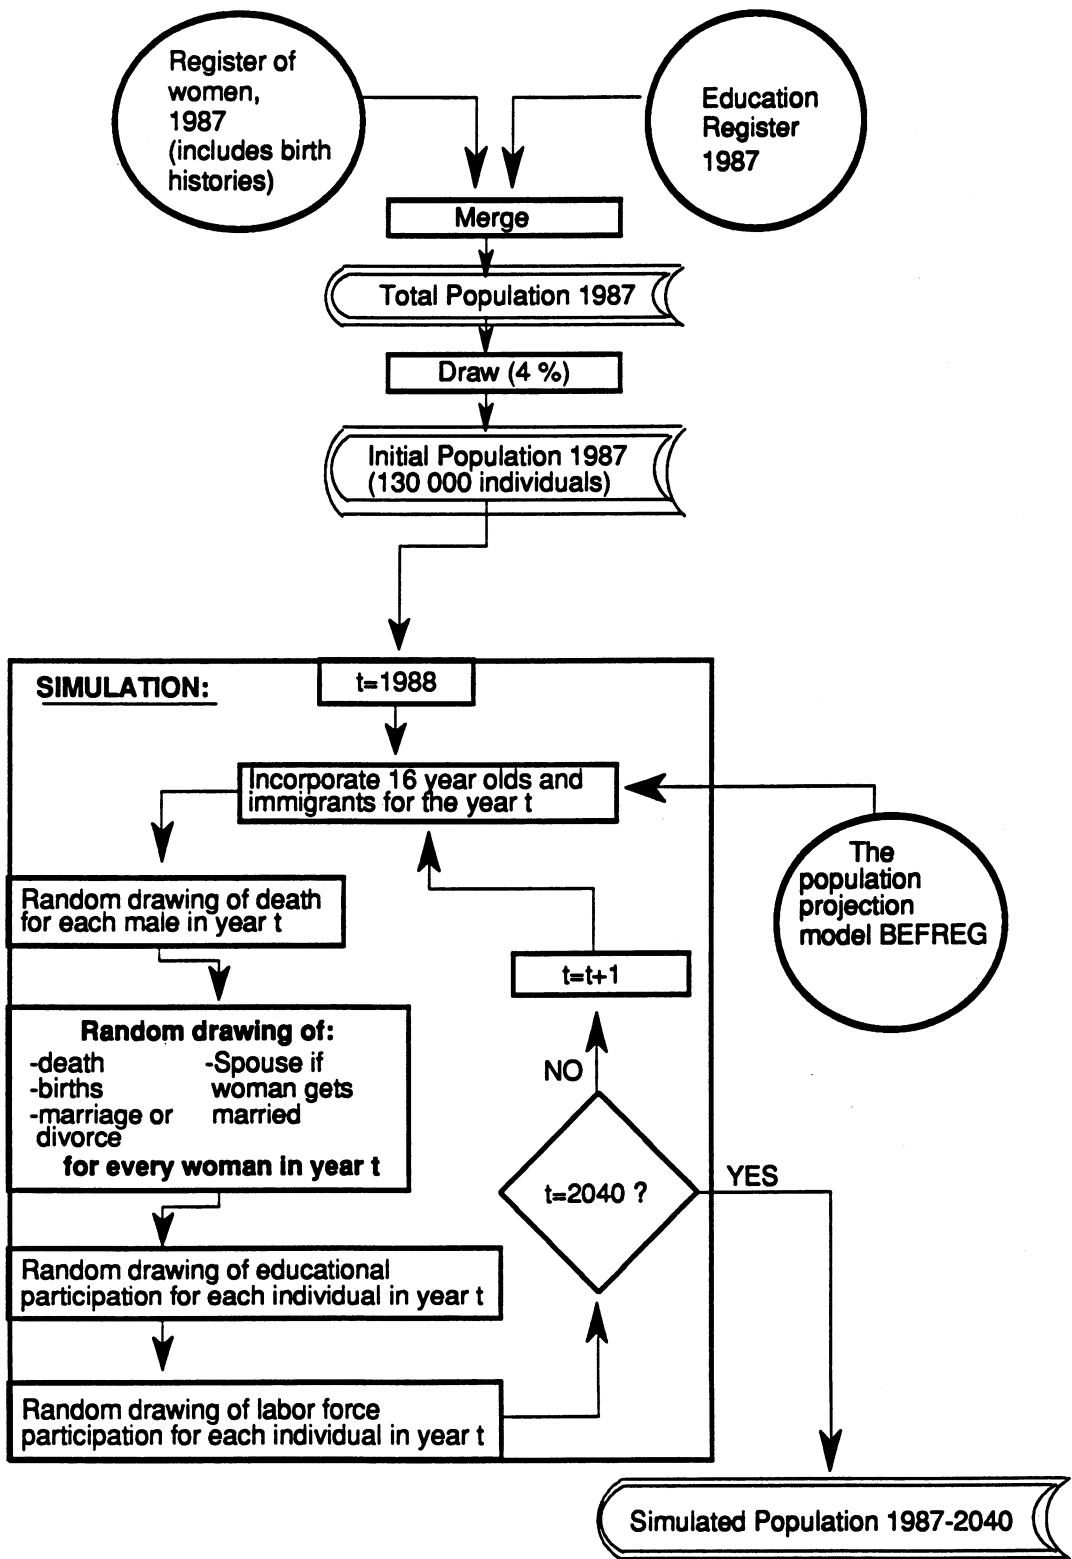 Register of
women,
1987
(includes birth
histories)
Education
Register
1987
Merge
Total Population 1987
Draw (4 %)
Initial Population 1987
(130 000 individuals)
SIMULATION:
t=1988
Incorporate 16 year olds and
immigrants for the year t
Random drawing of death
for each male in year t
The
population
projection
model BEFREG
t=t+1
Random drawing of:
-death
-births
-marriage or
divorce
-Spouse if
woman gets
married
for every woman in year t
NO
t=2040 ?
YES
Random drawing of educational
participation for each individual in year t
Random drawing of labor force
participation for each individual in year t
Simulated Population 1987-2040